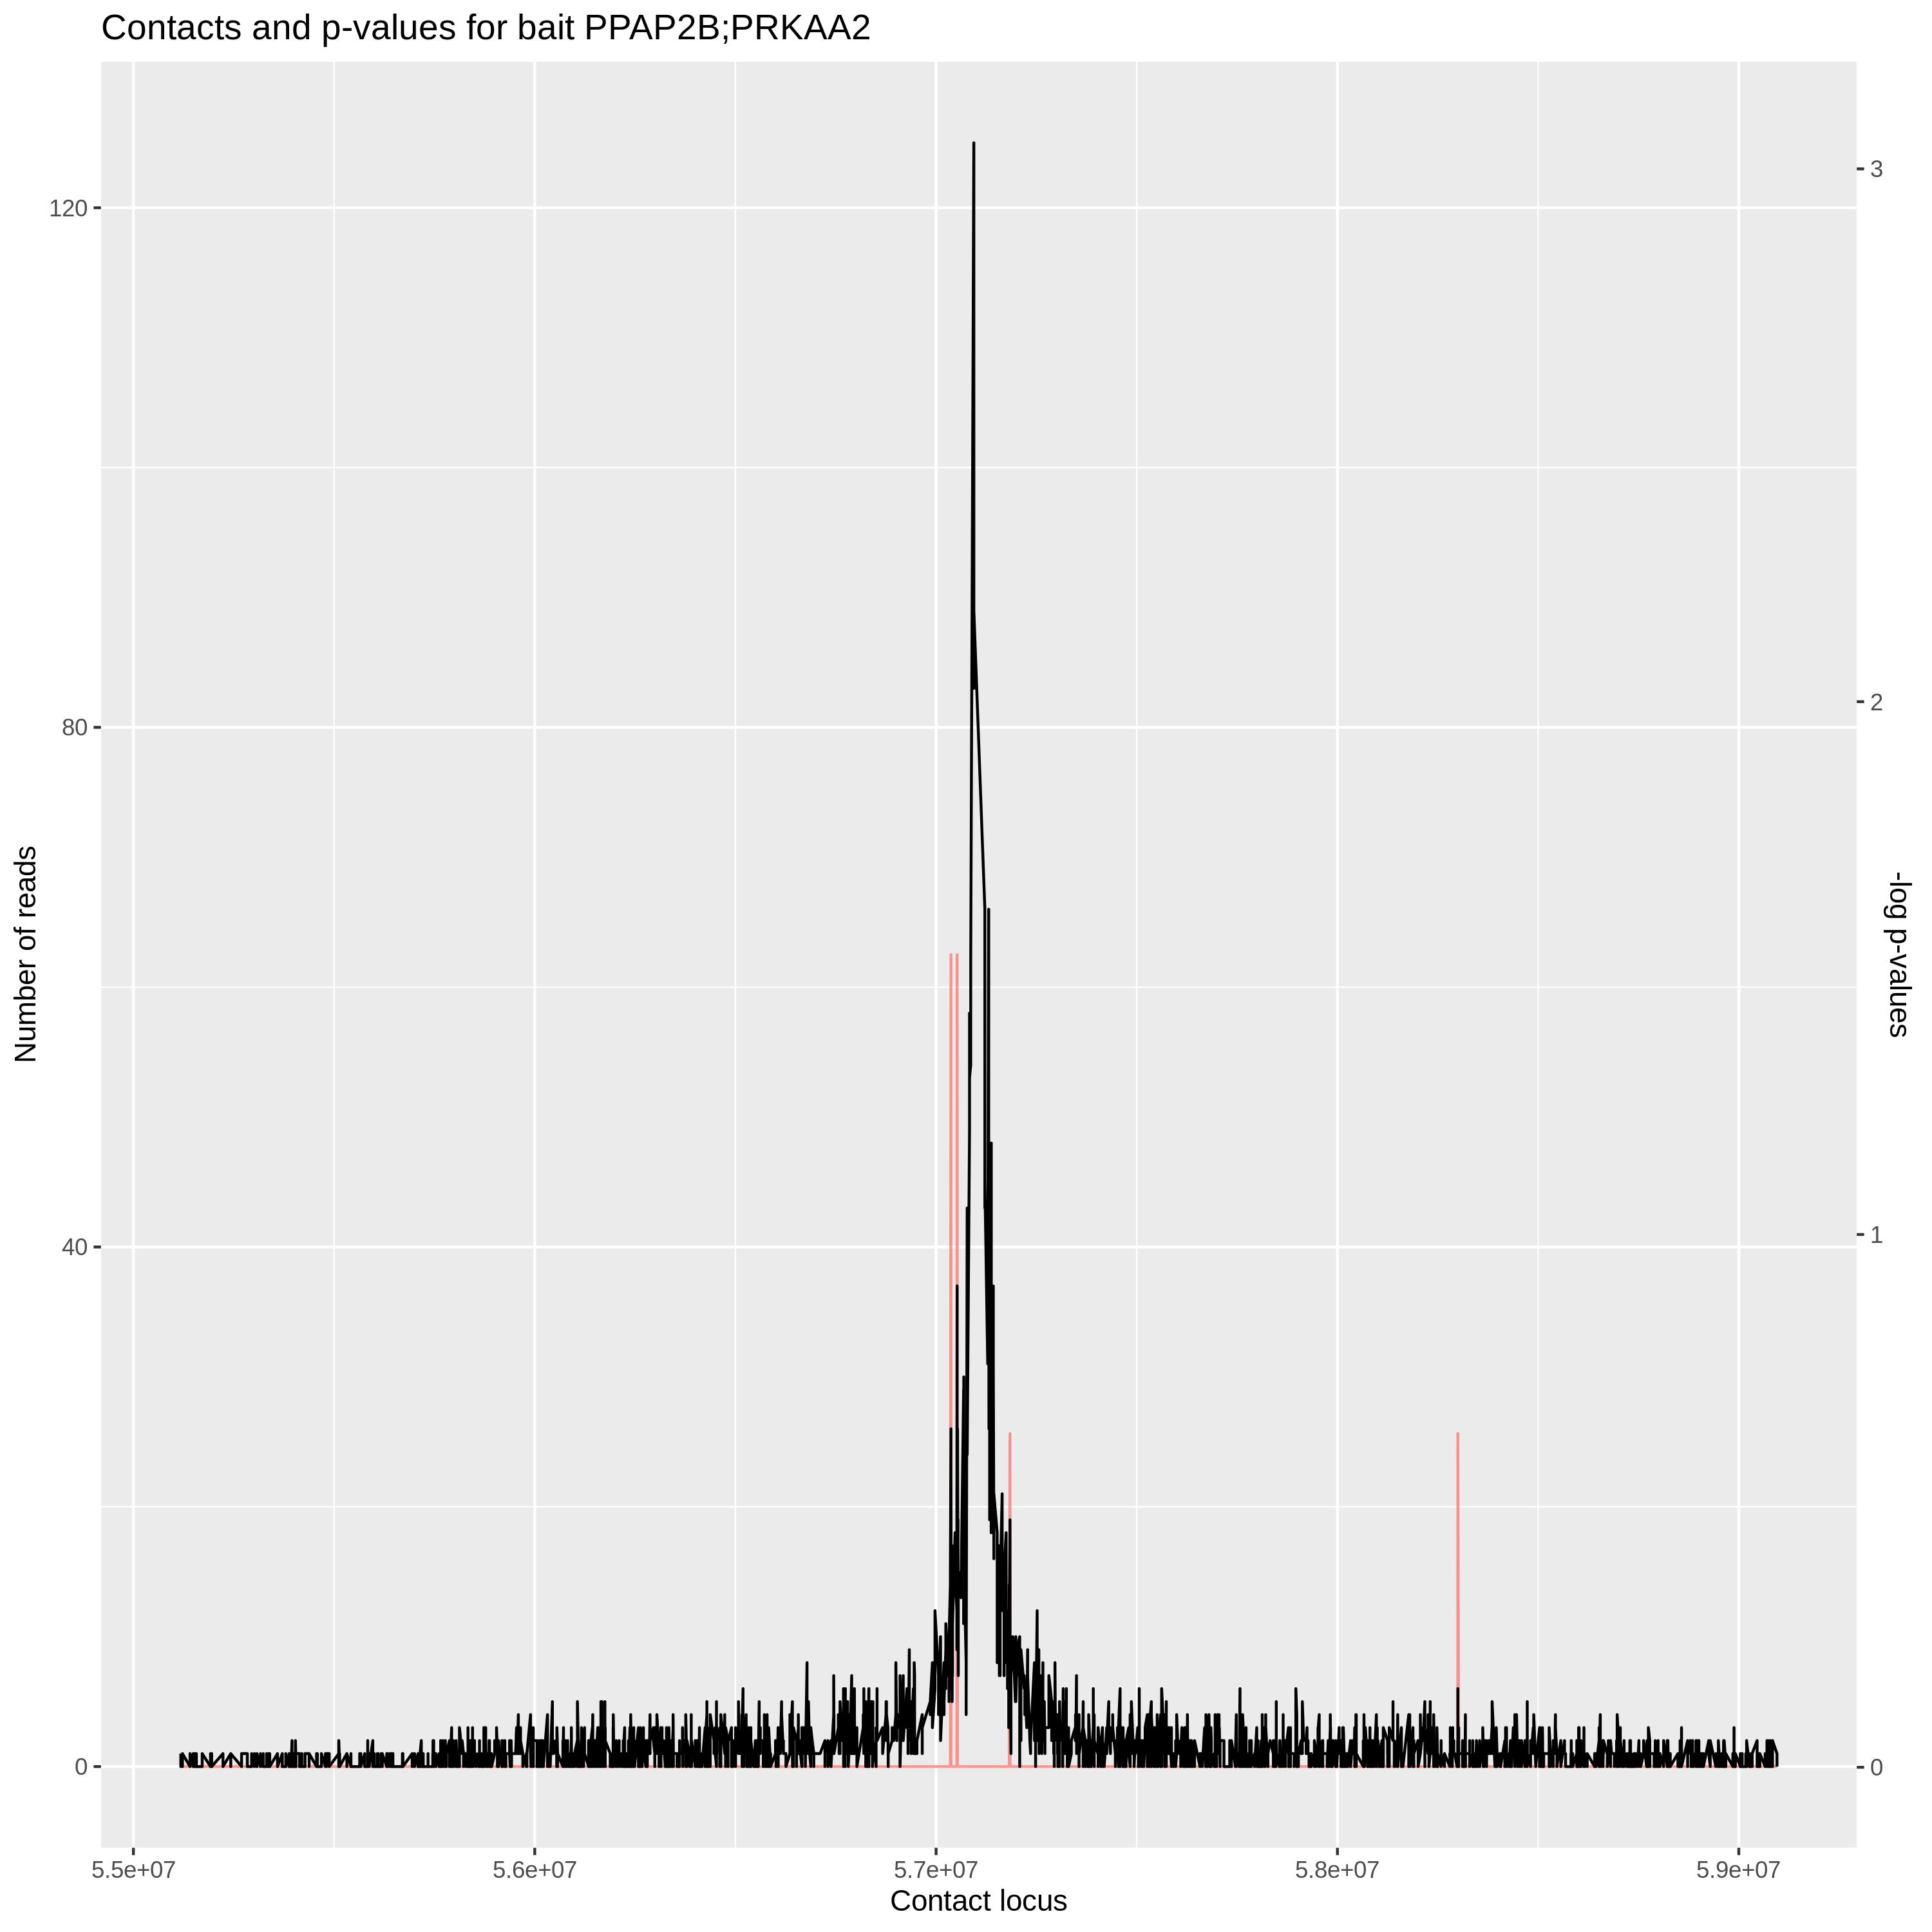 Contacts and p-values for bait PPAP2B;PRKAA2
120
80
40
0
Number of reads
3
2
1
0
-log p-values
5.5e+07
5.6e+07
5.7e+07
5.8e+07
5.9e+07
Contact locus